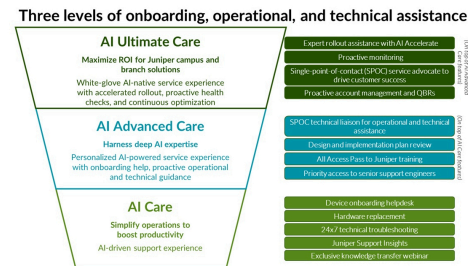 Three levels of onboarding, operational, and technical assistance
AI Ultimate Care
Maximize ROI for Juniper campus and
branch solutions
White-glove AI-native service experience
with accelerated rollout, proactive health
checks, and continuous optimization
Expert rollout assistance with AI Accelerate
Proactive monitoring
Single-point-of-contact (SPOC) service advocate to
drive customer success
Proactive account management and QBRs
AI Advanced Care
Harness deep AI expertise
Personalized AI-powered service experience
with onboarding help, proactive operational
and technical guidance
SPOC technical liaison for operational and technical
assistance
Design and implementation plan review
All Access Pass to Juniper training
Priority access to senior support engineers
(On top of AI Care features)
AI Care
Simplify operations to
boost productivity
AI-driven support experience
Device onboarding helpdesk
Hardware replacement
24x7 technical troubleshooting
Juniper Support Insights
Exclusive knowledge transfer webinar